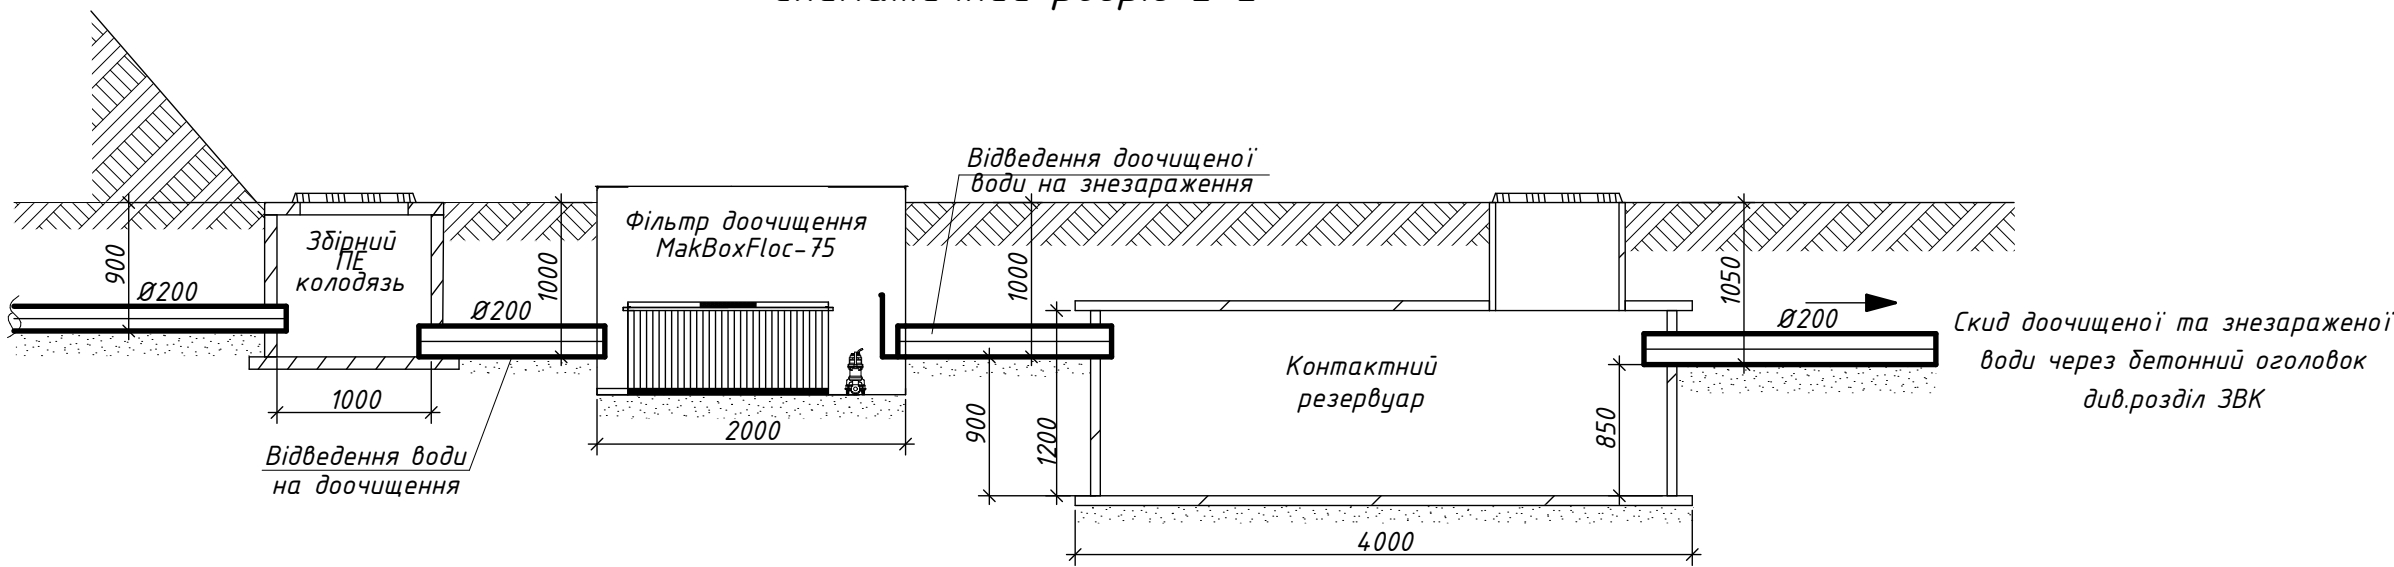 900
Ø200
Збірний
ПЕ
колодязь
1000
Відведення води
на доочищення
Ø200
1000
Фільтр доочищення
MakBoxFloc-75
2000
Відведення доочищеної
води на знезараження
1000
900
1200
Контактний
резервуар
4000
850
1050
Ø200
Скид доочищеної та знезараженої
води через бетонний оголовок
див.розділ ЗВК